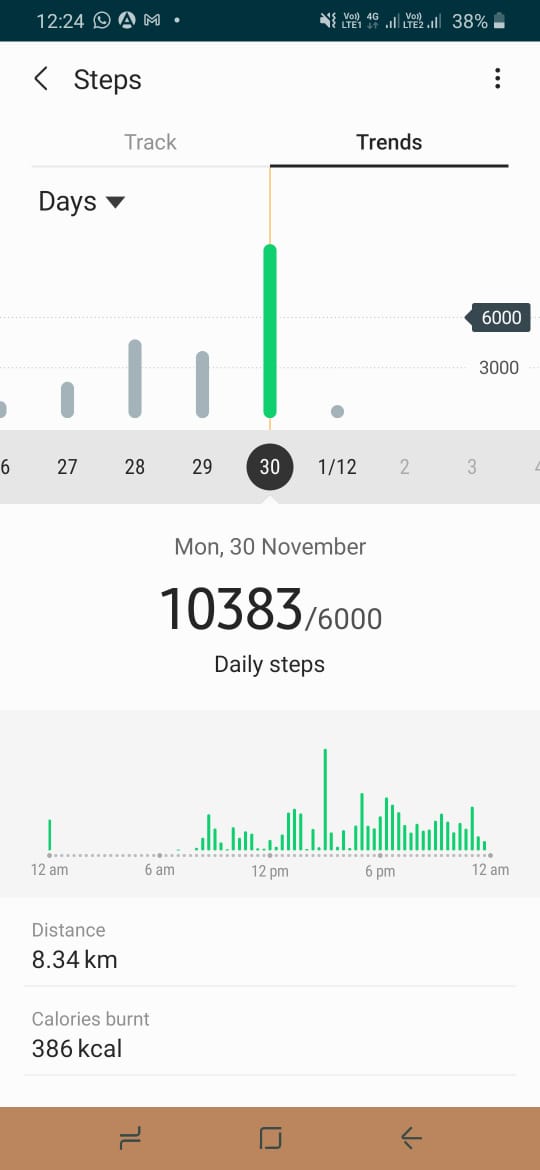 12:24 Vo) LTE1 4G Vo) LTE2 38%
Steps
Track Trends
Days
6000
3000
6 27 28 29 30 1/12 2 3 4
Mon, 30 November
10383/6000
Daily steps
12 am 6 am 12 pm 6 pm 12 am
Distance
8.34 km
Calories burnt
386 kcal